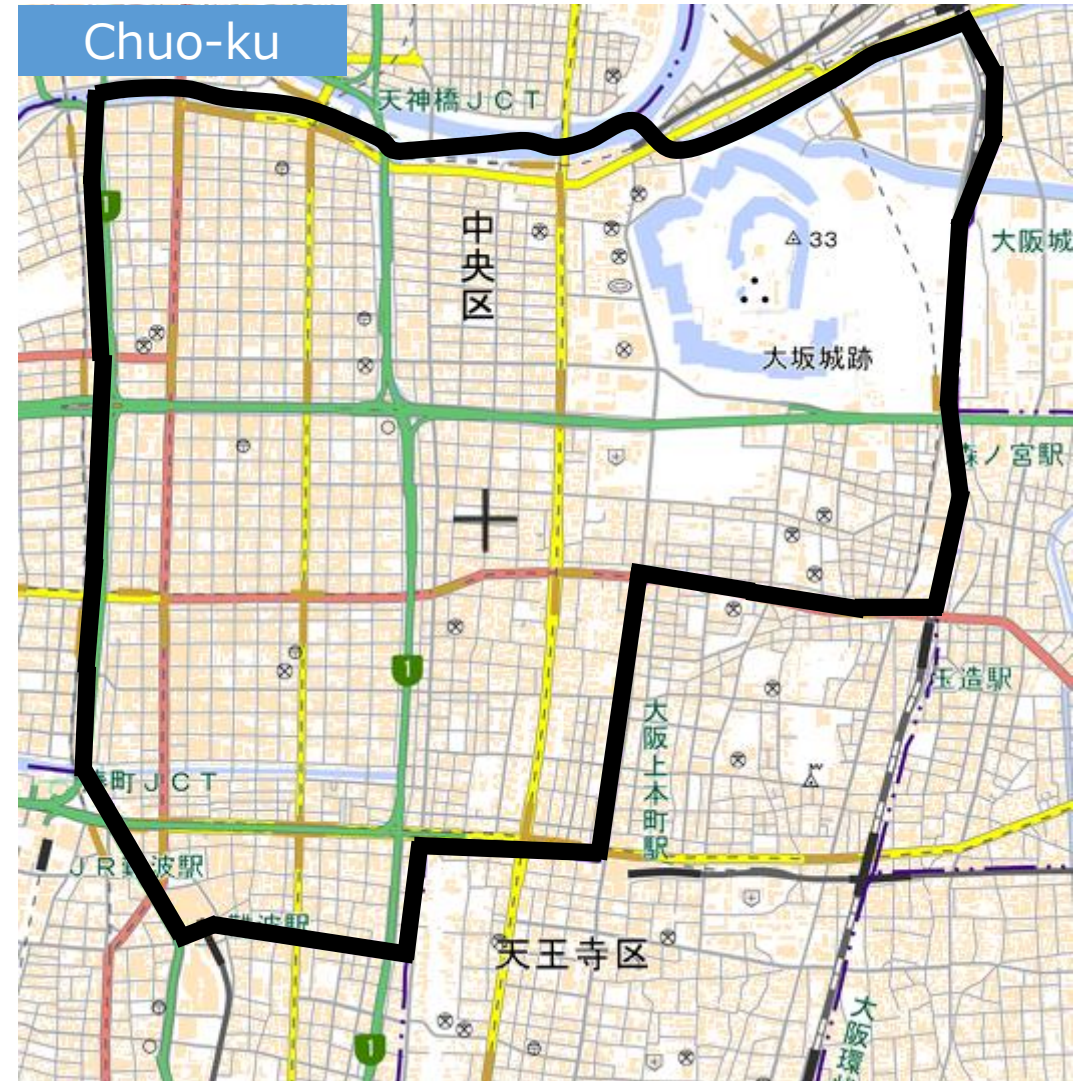 Chuo-ku
天神橋ＪＣＴ
1
中央区
33
大阪城
大坂城跡
森ノ宮駅
1
玉造駅
大阪上本町駅
町ＪＣＴ
ＪＲ難波駅
難波駅
天王寺区
大阪環
1